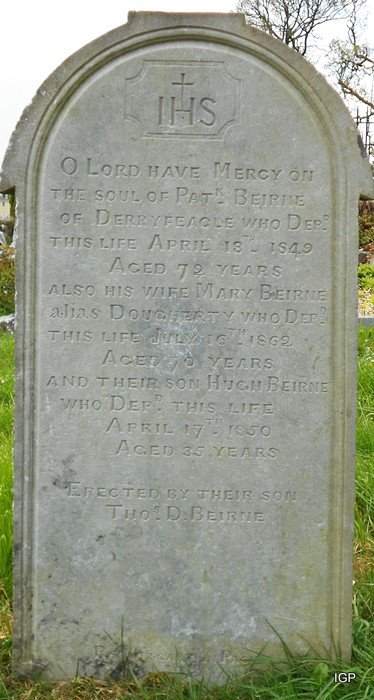 IHS
O LORD HAVE MERCY ON
THE SOUL OF PATK. BEIRNE
OF DERRYFEAGLE WHO DEPD.
THIS LIFE APRIL 18TH 1849
AGED 72 YEARS
ALSO HIS WIFE MARY BEIRNE
alias DOUGHERTY WHO DEPD.
THIS LIFE JULY 16TH 1862
AGED 78 YEARS
AND THEIR SON HUGH BEIRNE
WHO DEPD. THIS LIFE
APRIL 17TH 1850
AGED 35 YEARS
ERECTED BY THEIR SON
THOS. D. BEIRNE
IGP